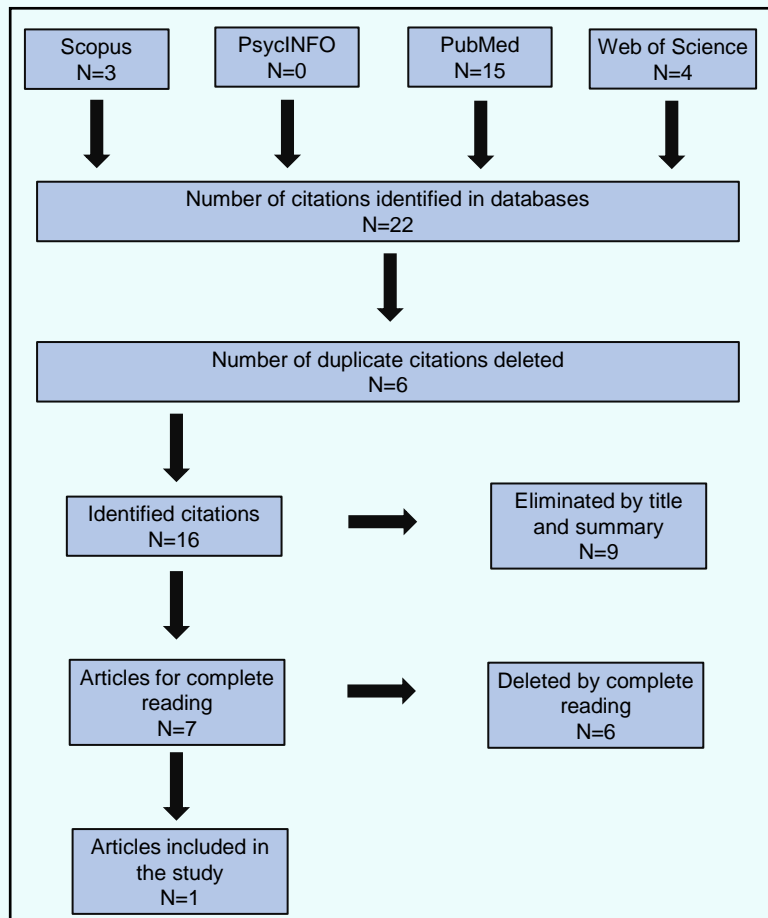 Scopus
N=3
PsycINFO
N=0
PubMed
N=15
Web of Science
N=4
Number of citations identified in databases
N=22
Number of duplicate citations deleted
N=6
Identified citations
N=16
Eliminated by title
and summary
N=9
Articles for complete
reading
N=7
Deleted by complete
reading
N=6
Articles included in
the study
N=1